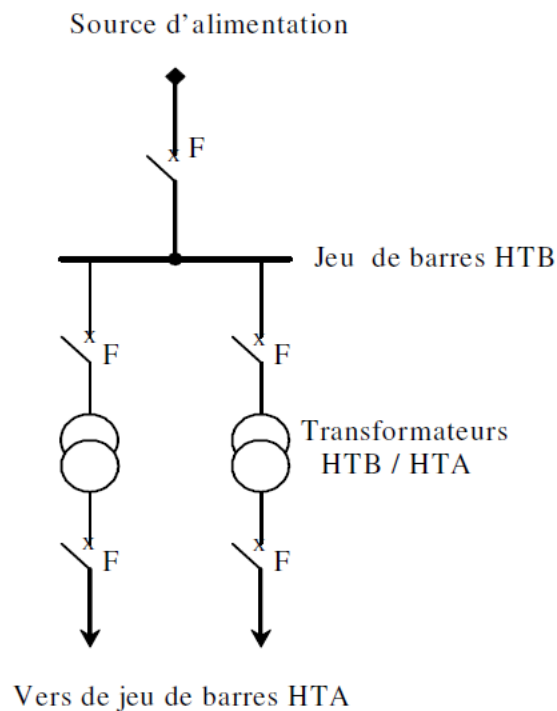 Source d'alimentation
F
Jeu de barres HTB
F
F
Transformateurs
HTB / HTA
F
F
Vers de jeu de barres HTA